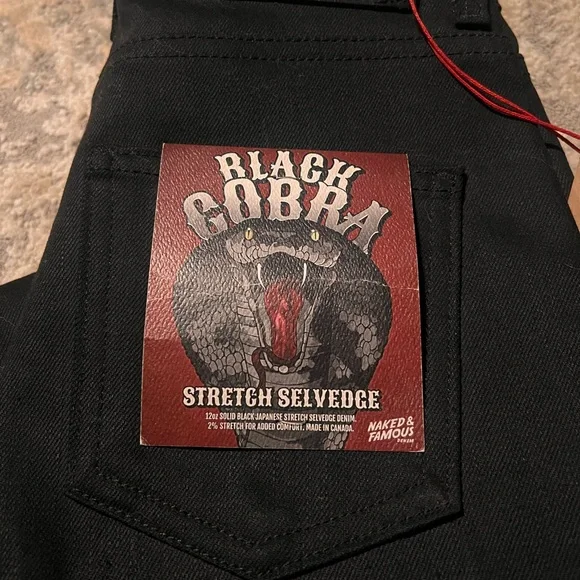 BLACK
COBRA
STRETCH SELVEDGE
12oz SOLID BLACK JAPANESE STRETCH SELVEDGE DENIM.
2% STRETCH FOR ADDED COMFORT. MADE IN CANADA.
NAKED &
FAMOUS
DENIM